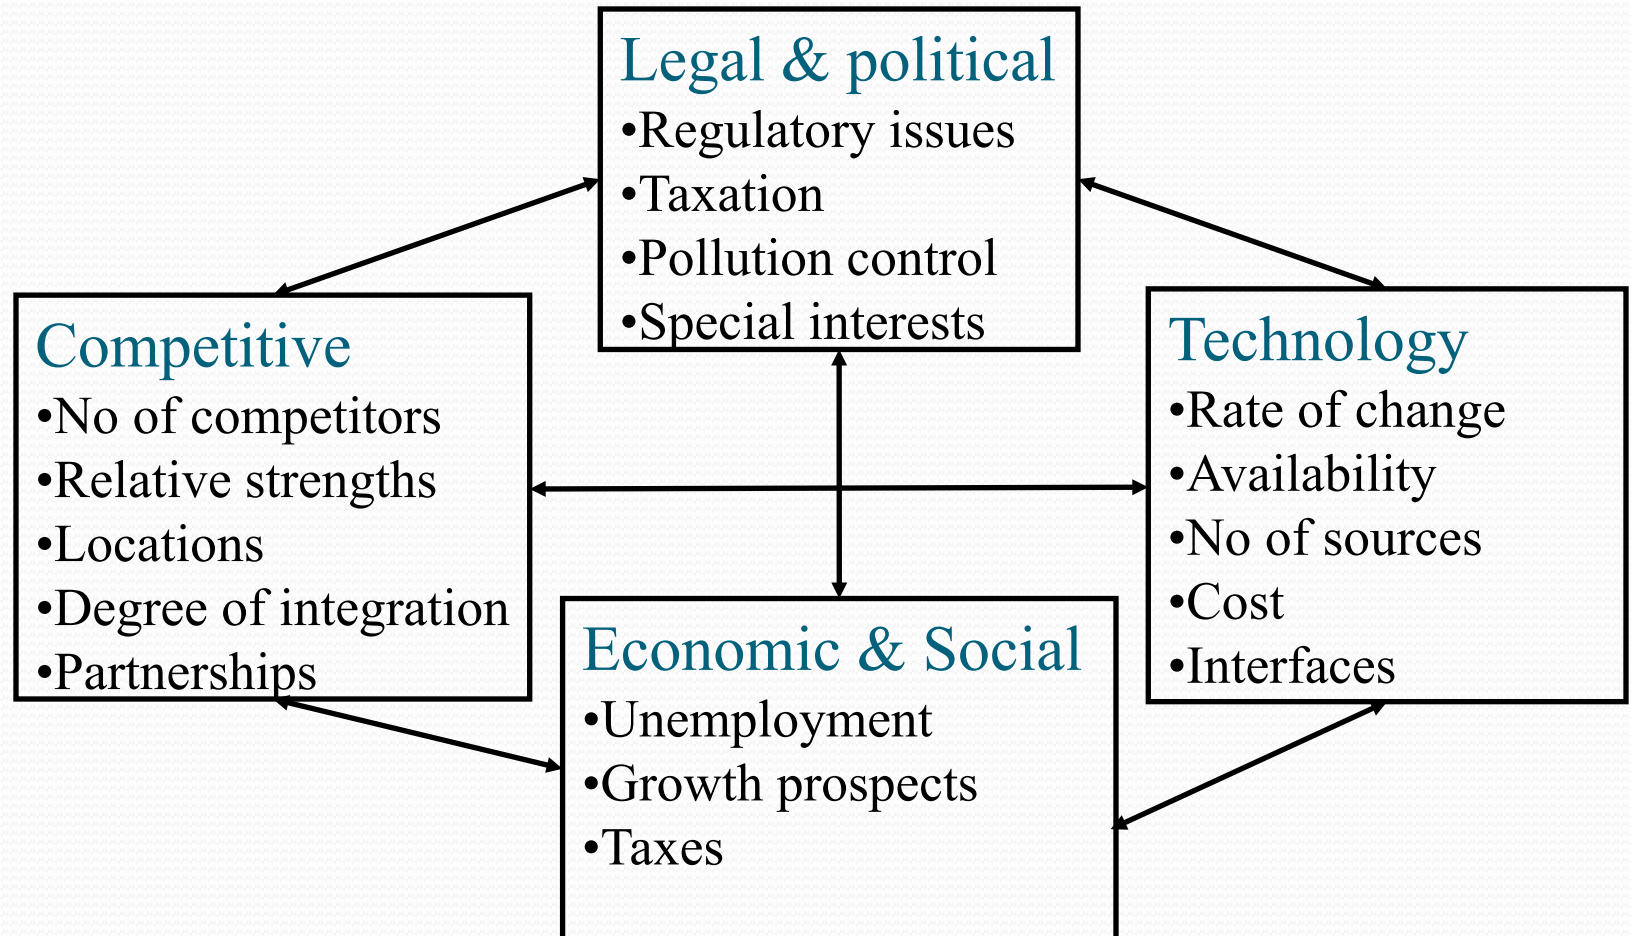 Legal & political
•Regulatory issues
•Taxation
•Pollution control
•Special interests
Competitive
•No of competitors
•Relative strengths
•Locations
•Degree of integration
•Partnerships
Technology
•Rate of change
•Availability
•No of sources
•Cost
•Interfaces
Economic & Social
•Unemployment
•Growth prospects
•Taxes